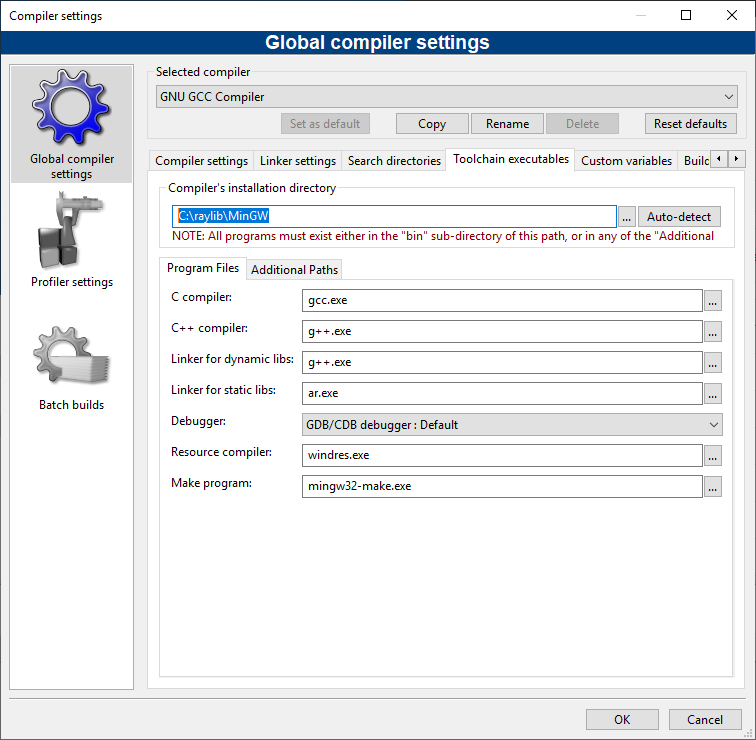 Compiler settings
Global compiler settings
Global compiler settings
Profiler settings
Batch builds
Selected compiler
GNU GCC Compiler
Set as default Copy Rename Delete Reset defaults
Compiler settings Linker settings Search directories Toolchain executables Custom variables Build
Compiler's installation directory
C:\raylib\MinGW ... Auto-detect
NOTE: All programs must exist either in the "bin" sub-directory of this path, or in any of the "Additional
Program Files Additional Paths
C compiler: gcc.exe ...
C++ compiler: g++.exe ...
Linker for dynamic libs: g++.exe ...
Linker for static libs: ar.exe ...
Debugger: GDB/CDB debugger : Default
Resource compiler: windres.exe ...
Make program: mingw32-make.exe ...
OK Cancel